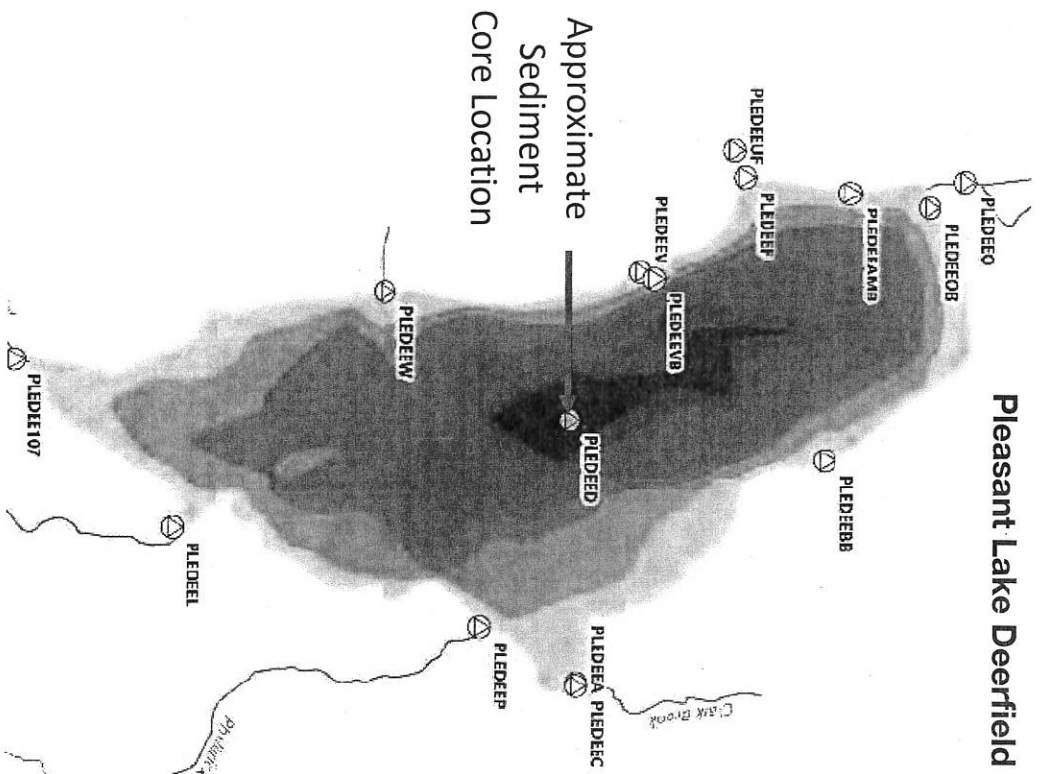 Pleasant Lake Deerfield
PLEDEEO
PLEDEEOB
PLEDEEAMB
PLEDEEF
PLEDEEUF
PLEDEEV
PLEDEEVB
PLEDEEBB
Approximate
Sediment
Core Location
PLEDEED
PLEDEEW
PLEDEEA PLEDEEC
Clark Brook
PLEDEEP
PLEDEEL
PLEDEE107